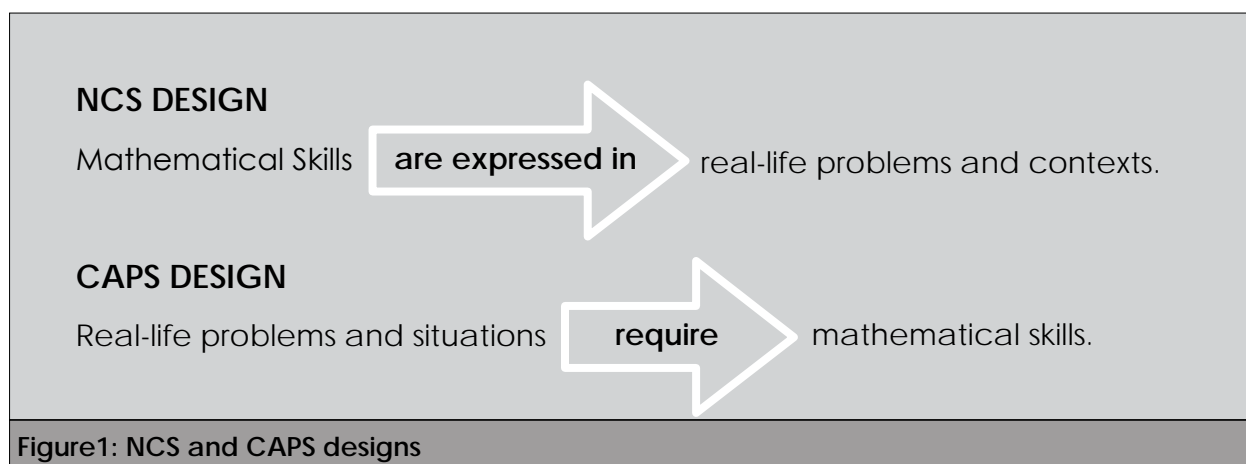 NCS DESIGN
Mathematical Skills are expressed in real-life problems and contexts.
CAPS DESIGN
Real-life problems and situations require mathematical skills.
Figure1: NCS and CAPS designs